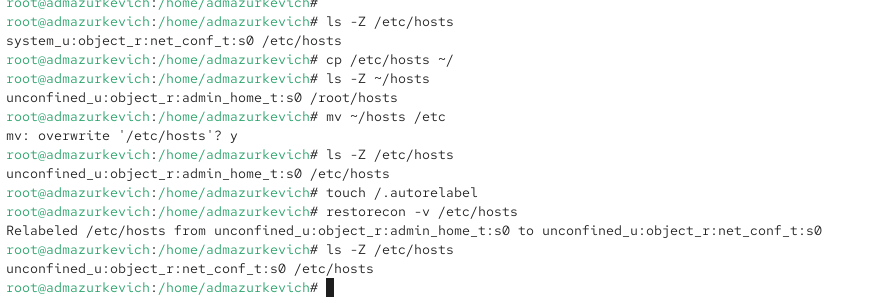 root@admazurkevich:/home/admazurkevich#
root@admazurkevich:/home/admazurkevich# ls -Z /etc/hosts
system_u:object_r:net_conf_t:s0 /etc/hosts
root@admazurkevich:/home/admazurkevich# cp /etc/hosts ~/
root@admazurkevich:/home/admazurkevich# ls -Z ~/hosts
unconfined_u:object_r:admin_home_t:s0 /root/hosts
root@admazurkevich:/home/admazurkevich# mv ~/hosts /etc
mv: overwrite '/etc/hosts'? y
root@admazurkevich:/home/admazurkevich# ls -Z /etc/hosts
unconfined_u:object_r:admin_home_t:s0 /etc/hosts
root@admazurkevich:/home/admazurkevich# touch /.autorelabel
root@admazurkevich:/home/admazurkevich# restorecon -v /etc/hosts
Relabeled /etc/hosts from unconfined_u:object_r:admin_home_t:s0 to unconfined_u:object_r:net_conf_t:s0
root@admazurkevich:/home/admazurkevich# ls -Z /etc/hosts
unconfined_u:object_r:net_conf_t:s0 /etc/hosts
root@admazurkevich:/home/admazurkevich#